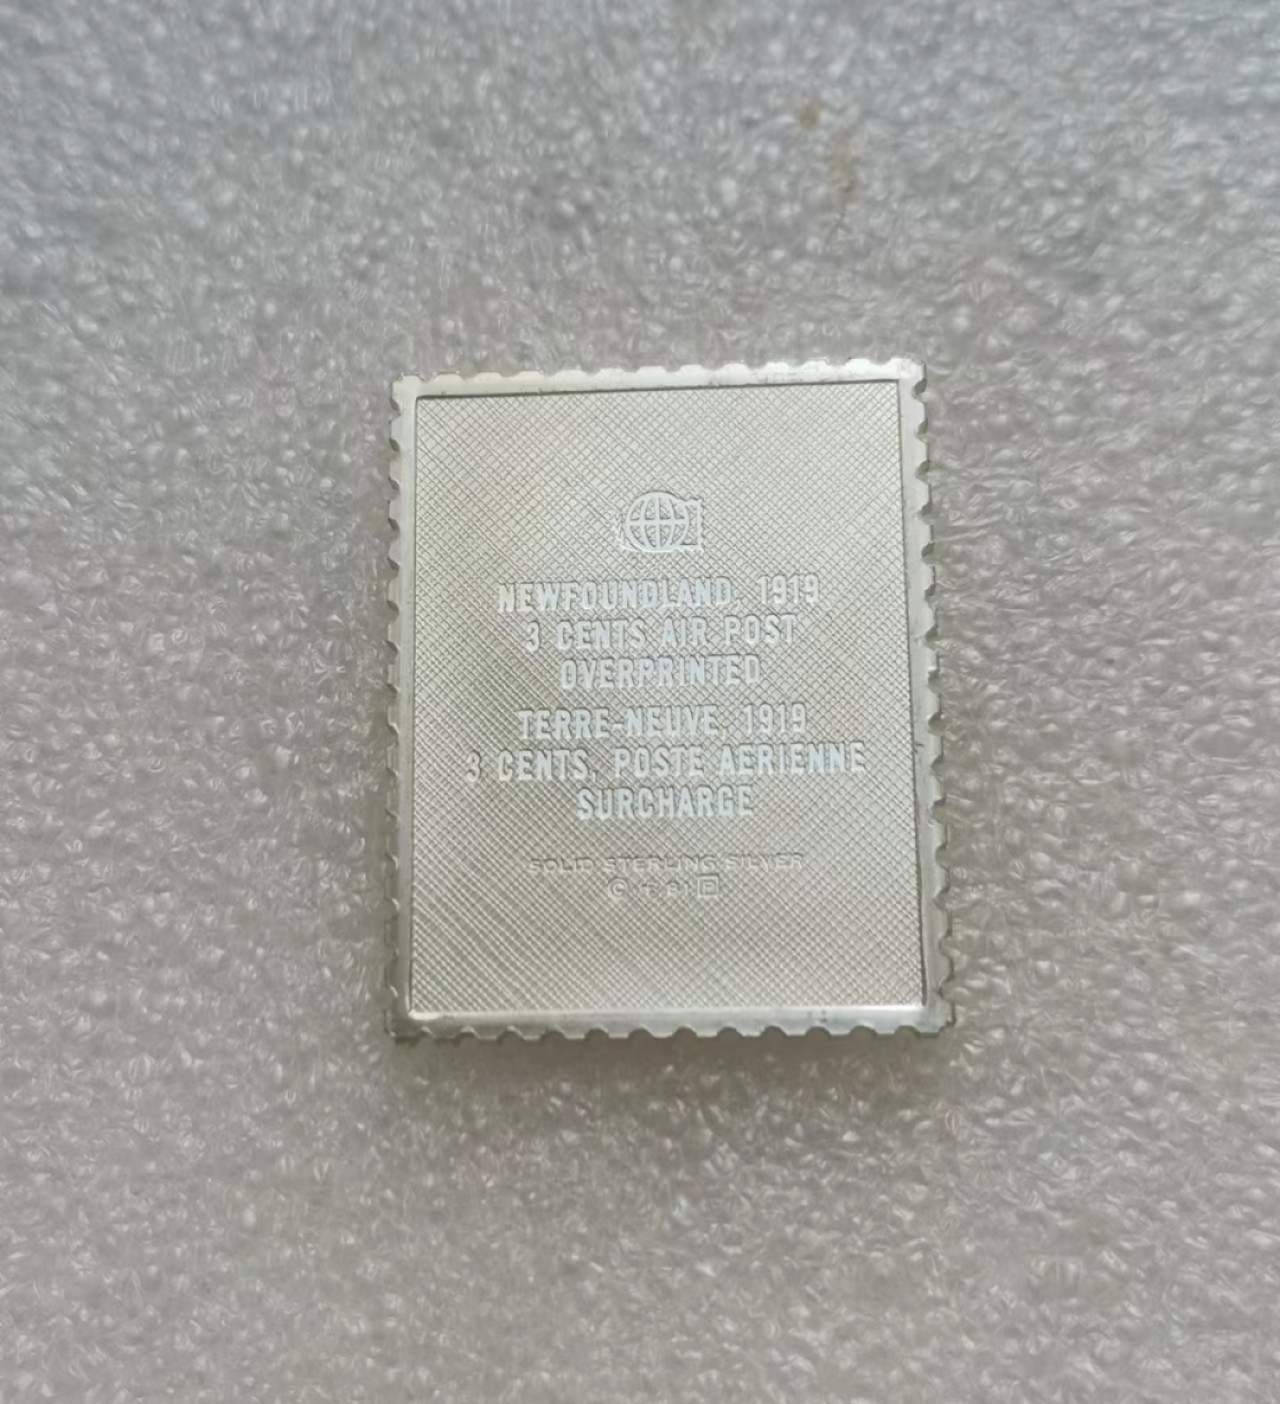 NEWFOUNDLAND, 1919
3 CENTS AIR POST
OVERPRINTED
TERRE-NEUVE, 1919
3 CENTS, POSTE AERIENNE
SURCHARGE
SOLID STERLING SILVER
©